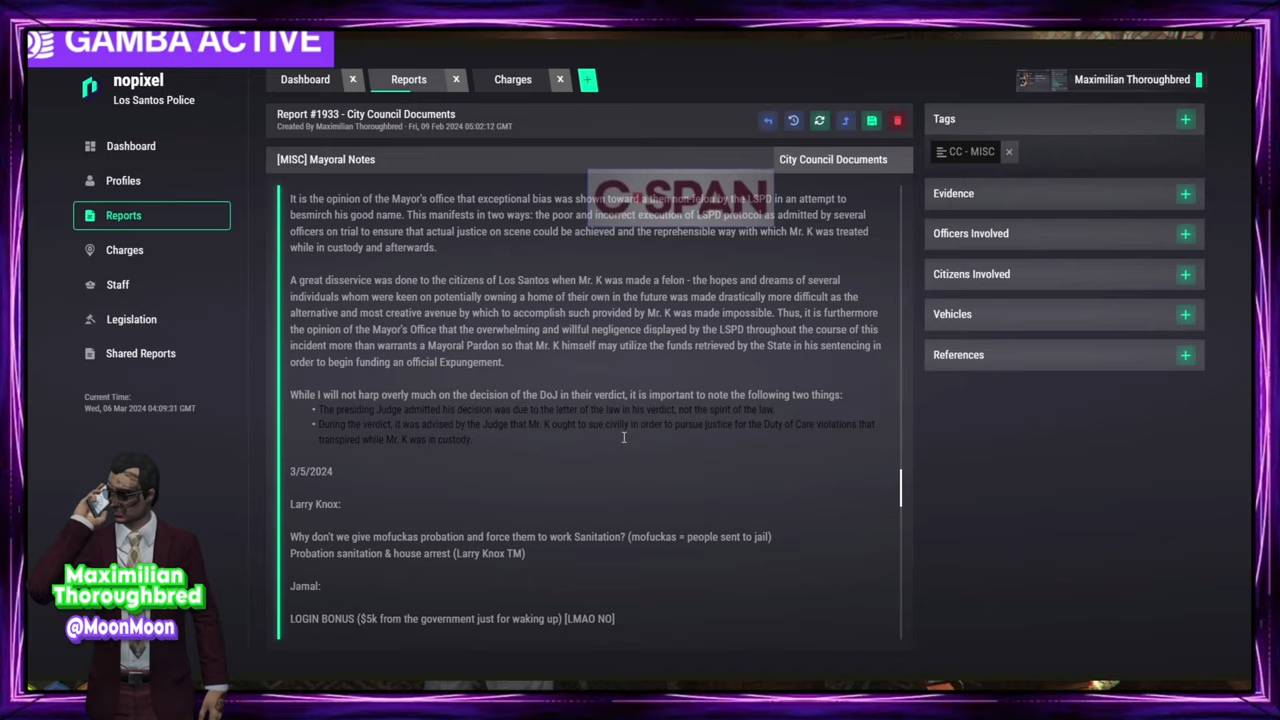 GAMBA ACTIVE
nopixel
Los Santos Police
Dashboard
Profiles
Reports
Charges
Staff
Legislation
Shared Reports
Current Time:
Wed, 06 Mar 2024 04:09:31 GMT
Maximilian
Thoroughbred
@MoonMoon
Dashboard x Reports x Charges x +
Maximilian Thoroughbred
Report #1933 - City Council Documents
Created By Maximilian Thoroughbred - Fri, 09 Feb 2024 05:02:12 GMT
[MISC] Mayoral Notes
City Council Documents
C-SPAN
It is the opinion of the Mayor's office that exceptional bias was shown toward a then non-felon by the LSPD in an attempt to
besmirch his good name. This manifests in two ways: the poor and incorrect execution of LSPD protocol as admitted by several
officers on trial to ensure that actual justice on scene could be achieved and the reprehensible way with which Mr. K was treated
while in custody and afterwards.
A great disservice was done to the citizens of Los Santos when Mr. K was made a felon - the hopes and dreams of several
individuals whom were keen on potentially owning a home of their own in the future was made drastically more difficult as the
alternative and most creative avenue by which to accomplish such provided by Mr. K was made impossible. Thus, it is furthermore
the opinion of the Mayor's Office that the overwhelming and willful negligence displayed by the LSPD throughout the course of this
incident more than warrants a Mayoral Pardon so that Mr. K himself may utilize the funds retrieved by the State in his sentencing in
order to begin funding an official Expungement.
While I will not harp overly much on the decision of the DoJ in their verdict, it is important to note the following two things:
• The presiding Judge admitted his decision was due to the letter of the law in his verdict, not the spirit of the law.
• During the verdict, it was advised by the Judge that Mr. K ought to sue civilly in order to pursue justice for the Duty of Care violations that
transpired while Mr. K was in custody.
3/5/2024
Larry Knox:
Why don't we give mofuckas probation and force them to work Sanitation? (mofuckas = people sent to jail)
Probation sanitation & house arrest (Larry Knox TM)
Jamal:
LOGIN BONUS ($5k from the government just for waking up) [LMAO NO]
Tags
CC - MISC x
Evidence
Officers Involved
Citizens Involved
Vehicles
References